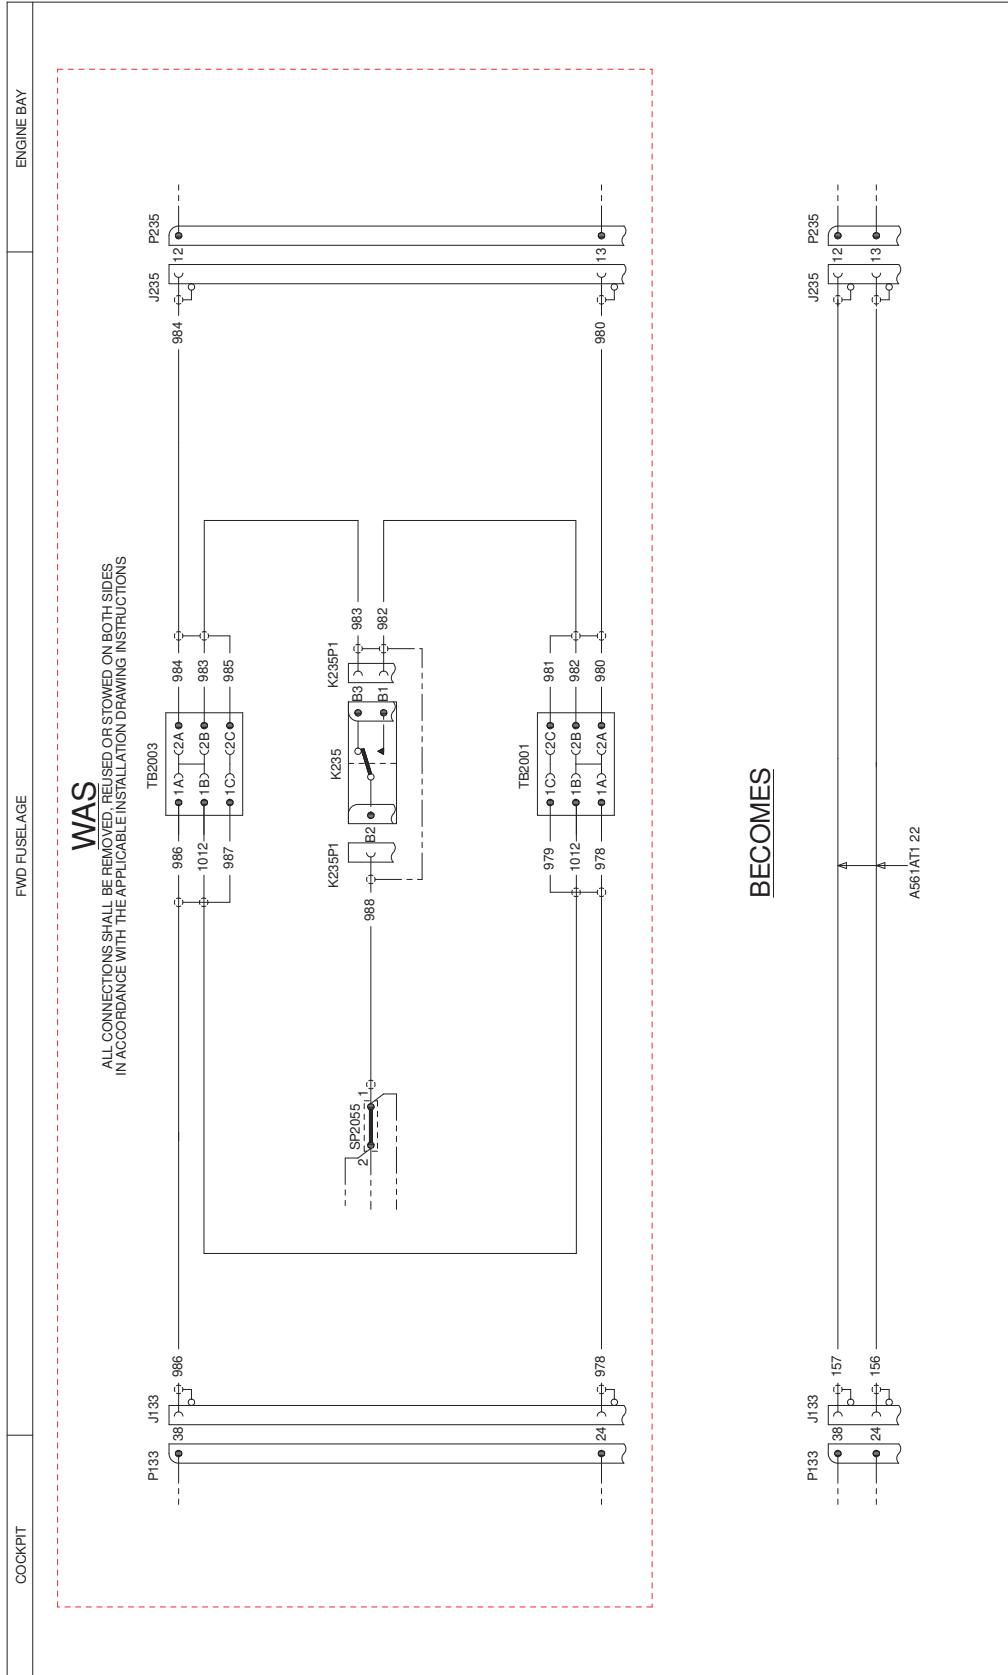 COCKPIT
FWD FUSELAGE
ENGINE BAY
WAS
ALL CONNECTIONS SHALL BE REMOVED, REUSED OR STOWED ON BOTH SIDES
IN ACCORDANCE WITH THE APPLICABLE INSTALLATION DRAWING INSTRUCTIONS
P133
J133
38
986
986
1012
987
TB2003
1A
2A
1B
2B
1C
2C
984
983
985
984
J235
P235
12
SP2055
2
1
988
K235P1
B2
K235
B3
B1
K235P1
983
982
24
978
979
1012
978
TB2001
1C
2C
1B
2B
1A
2A
981
982
980
980
13
BECOMES
P133
J133
38
157
24
156
A561AT1 22
J235
P235
12
13